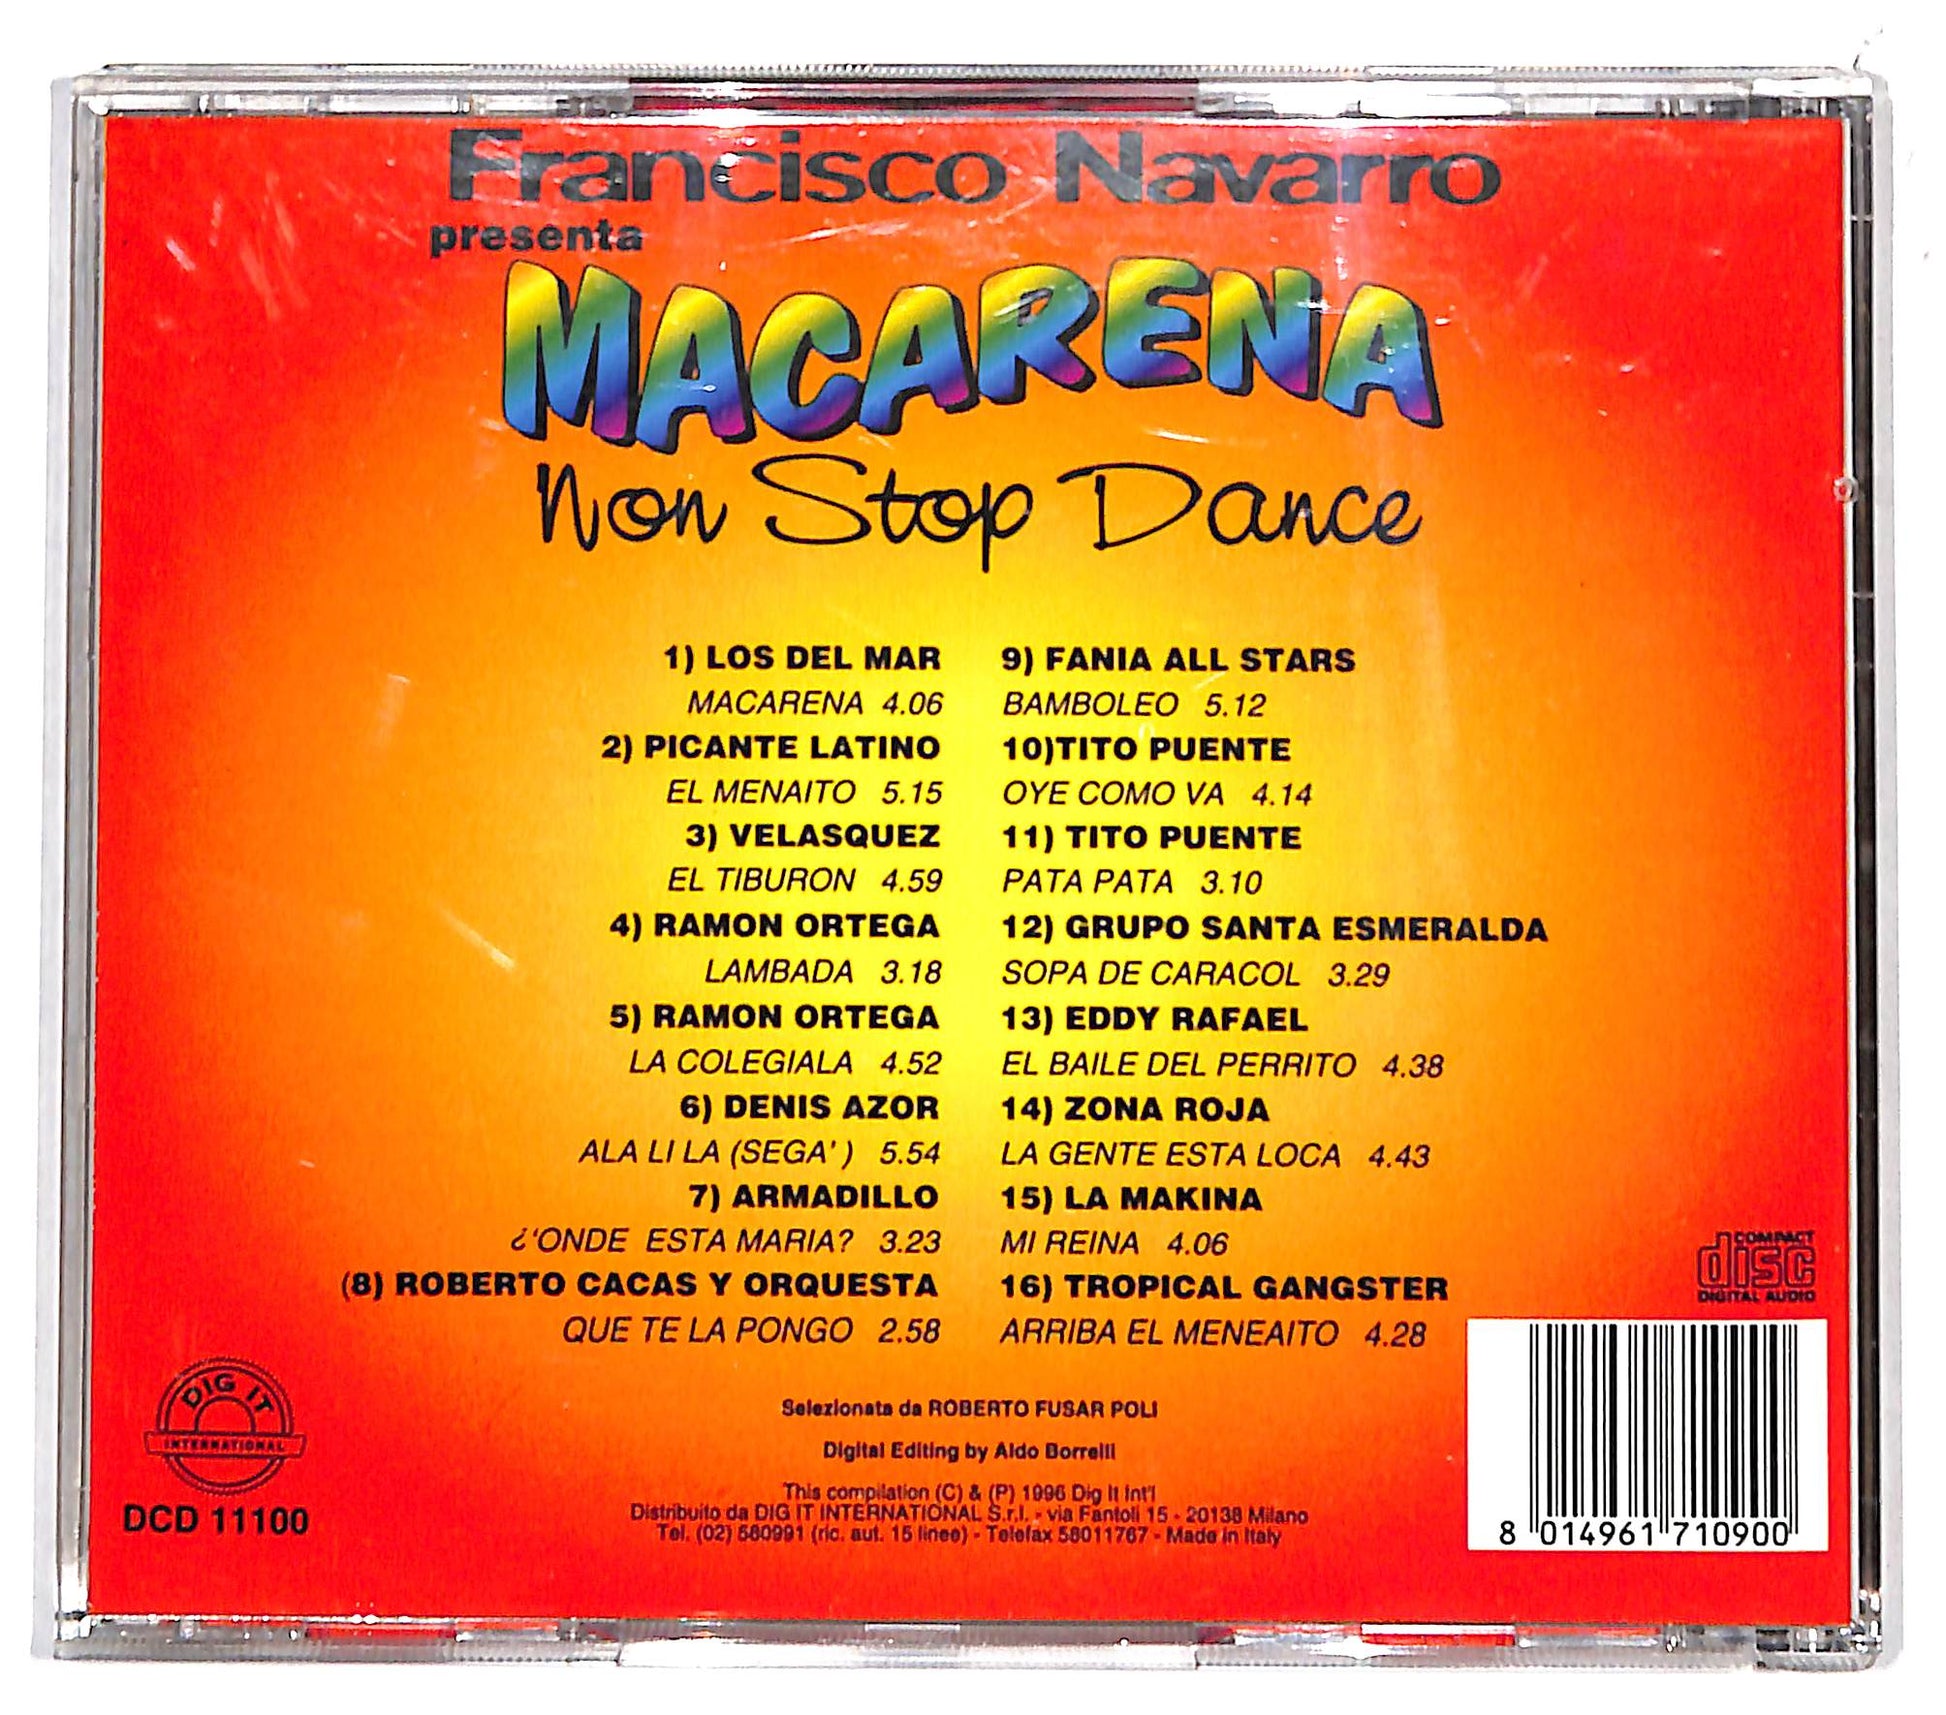 Francisco Navarro
presenta
MACARENA
Non Stop Dance
1) LOS DEL MAR
MACARENA 4.06
2) PICANTE LATINO
EL MENAITO 5.15
3) VELASQUEZ
EL TIBURON 4.59
4) RAMON ORTEGA
LAMBADA 3.18
5) RAMON ORTEGA
LA COLEGIALA 4.52
6) DENIS AZOR
ALA LI LA (SEGA' )
5.54
7) ARMADILLO
¿'ONDE ESTA MARIA? 3.23
(8) ROBERTO CACAS Y ORQUESTA
QUE TE LA PONGO 2.58
9) FANIA ALL STARS
BAMBOLEO 5.12
10)TITO PUENTE
OYE COMO VA 4.14
11) TITO PUENTE
PATA PATA 3.10
12) GRUPO SANTA ESMERALDA
SOPA DE CARACOL 3.29
13) EDDY RAFAEL
EL BAILE DEL PERRITO 4.38
14) ZONA ROJA
LA GENTE ESTA LOCA 4.43
15) LA MAKINA
MI REINA 4.06
16) TROPICAL GANGSTER
ARRIBA EL MENEAITO 4.28
COMPACT
disc
DIGITAL AUDIO
DIG IT
INTERNATIONAL
DCD 11100
Selezionata da ROBERTO FUSAR POLI
Digital Editing by Aldo Borrelli
This compilation (C) & (P) 1996 Dig It Int'l
Distribuito da DIG IT INTERNATIONAL S.r.l. - via Fantoli 15 - 20138 Milano
Tel. (02) 580991 (ric. aut. 15 linee) - Telefax 58011767 - Made in Italy
8 014961 710900